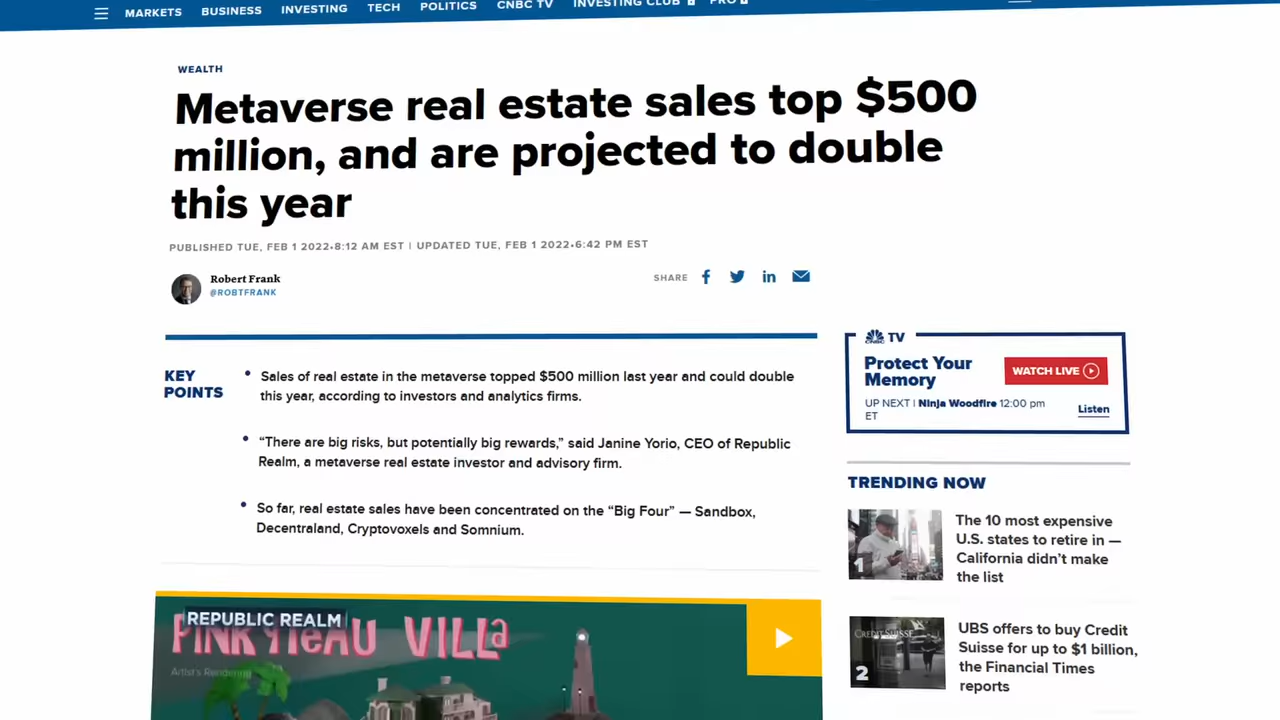 MARKETS BUSINESS INVESTING TECH POLITICS CNBC TV INVESTING CLUB PRO
WEALTH
Metaverse real estate sales top $500
million, and are projected to double
this year
PUBLISHED TUE, FEB 1 2022•8:12 AM EST | UPDATED TUE, FEB 1 2022•6:42 PM EST
Robert Frank
@ROBTFRANK
SHARE
KEY
POINTS
• Sales of real estate in the metaverse topped $500 million last year and could double
this year, according to investors and analytics firms.
• “There are big risks, but potentially big rewards,” said Janine Yorio, CEO of Republic
Realm, a metaverse real estate investor and advisory firm.
• So far, real estate sales have been concentrated on the “Big Four” — Sandbox,
Decentraland, Cryptovoxels and Somnium.
REPUBLIC REALM
VILLa
Artist's Rendering
CNBC TV
Protect Your
Memory
WATCH LIVE
UP NEXT | Ninja Woodfire 12:00 pm
ET
Listen
TRENDING NOW
1
The 10 most expensive
U.S. states to retire in —
California didn’t make
the list
CREDIT SUISSE
2
UBS offers to buy Credit
Suisse for up to $1 billion,
the Financial Times
reports